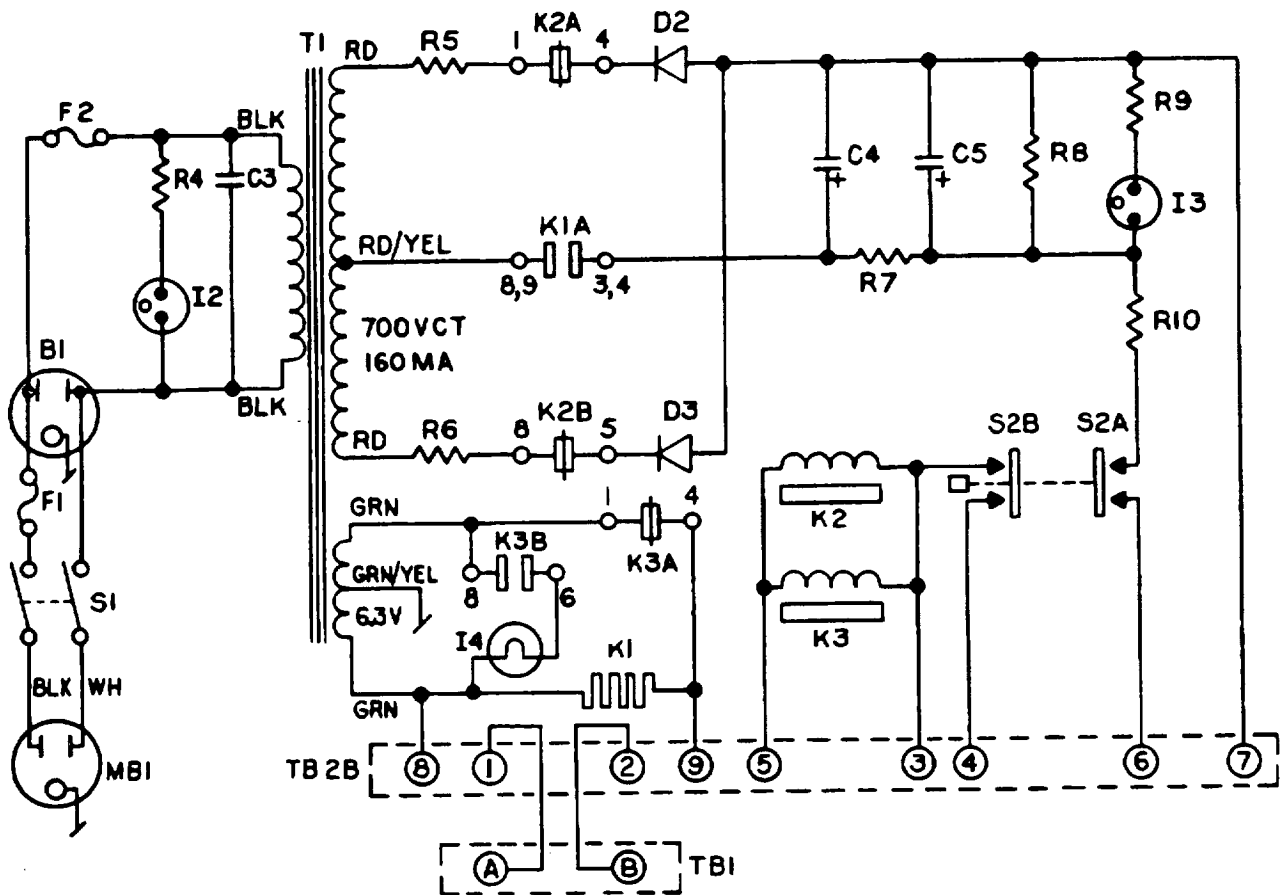 T1
RD
R5
1
K2A
4
D2
F2
BLK
R4
C3
C4
C5
R8
R9
I3
RD/YEL
K1A
8,9
3,4
R7
R10
I2
700VCT
160MA
B1
BLK
RD
R6
8
K2B
5
D3
S2B
S2A
F1
GRN
1
4
K3A
K2
K3B
8
6
GRN/YEL
6.3V
S1
I4
K1
K3
BLK
WH
GRN
MB1
TB2B
8
1
2
9
5
3
4
6
7
A
B
TB1